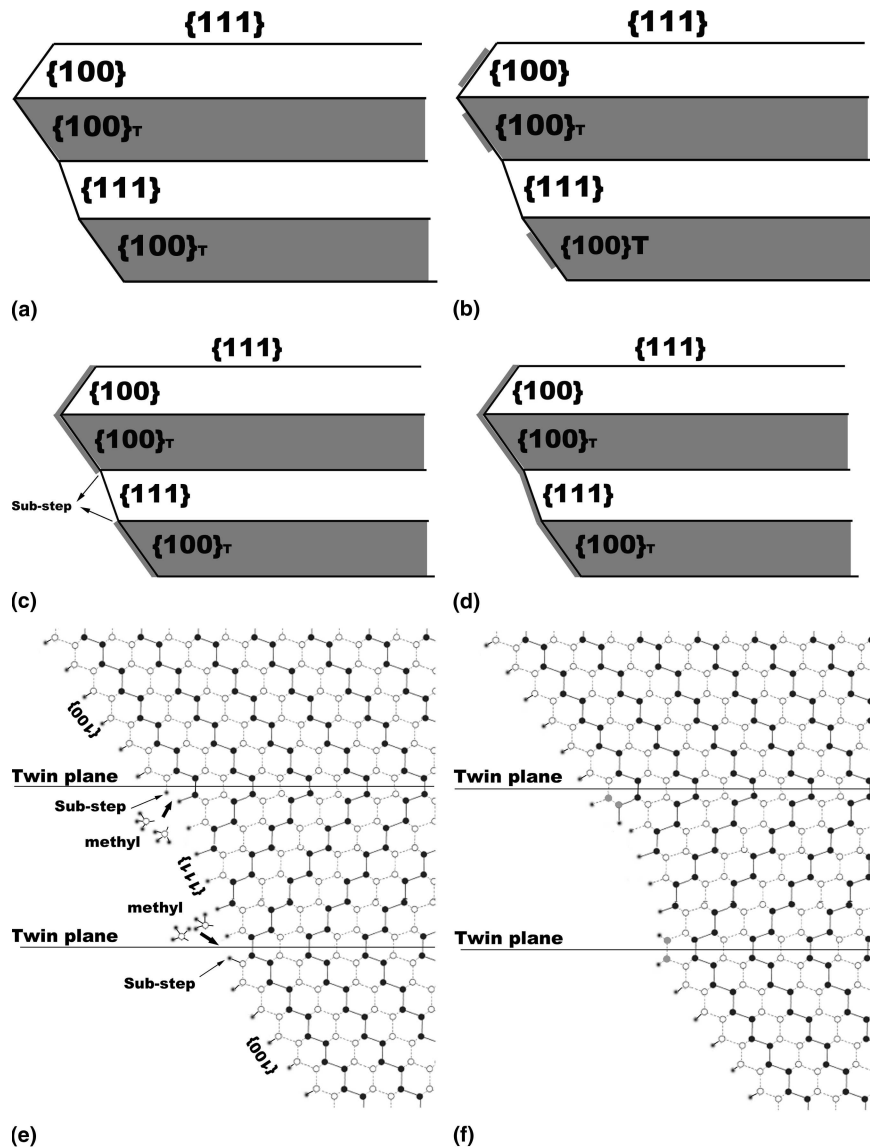 {111}
{100}
{100}T
{111}
{100}T
(a)
{111}
{100}
{100}T
{111}
{100}T
(b)
{111}
{100}
{100}T
Sub-step
{111}
{100}T
(c)
{111}
{100}
{100}T
{111}
{100}T
(d)
{100}
Twin plane
Sub-step
methyl
{111}
methyl
Twin plane
Sub-step
{100}
(e)
Twin plane
Twin plane
(f)